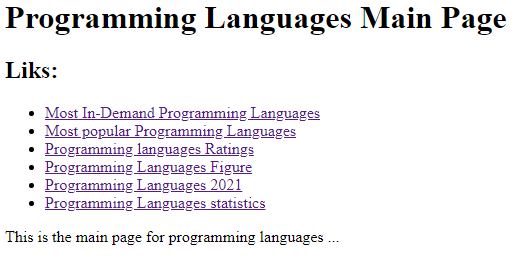 Programming Languages Main Page
Liks:
Most In-Demand Programming Languages
Most popular Programming Languages
Programming languages Ratings
Programming Languages Figure
Programming Languages 2021
Programming Languages statistics
This is the main page for programming languages ...